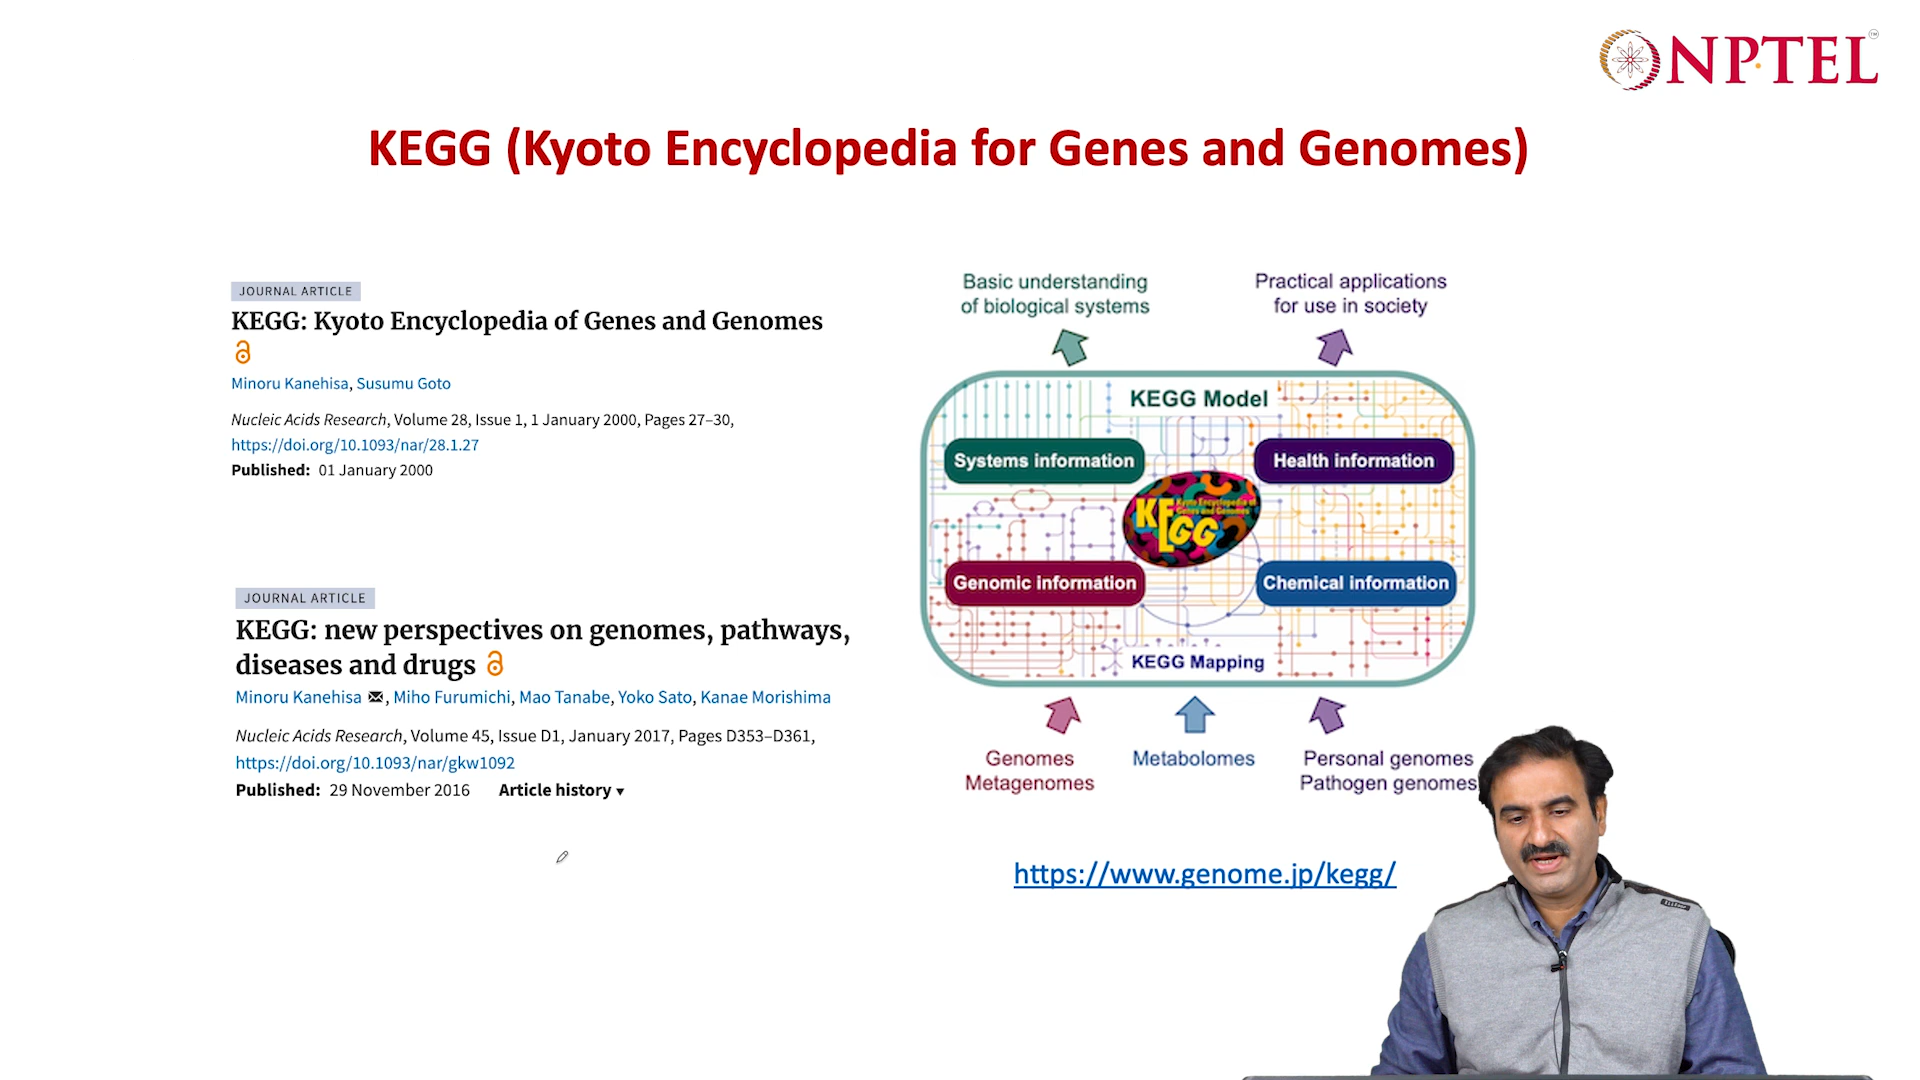 NPTEL
KEGG (Kyoto Encyclopedia for Genes and Genomes)
JOURNAL ARTICLE
KEGG: Kyoto Encyclopedia of Genes and Genomes
Minoru Kanehisa, Susumu Goto
Nucleic Acids Research, Volume 28, Issue 1, 1 January 2000, Pages 27–30,
https://doi.org/10.1093/nar/28.1.27
Published: 01 January 2000
JOURNAL ARTICLE
KEGG: new perspectives on genomes, pathways,
diseases and drugs
Minoru Kanehisa, Miho Furumichi, Mao Tanabe, Yoko Sato, Kanae Morishima
Nucleic Acids Research, Volume 45, Issue D1, January 2017, Pages D353–D361,
https://doi.org/10.1093/nar/gkw1092
Published: 29 November 2016 Article history ▾
Basic understanding
of biological systems
Practical applications
for use in society
KEGG Model
Systems information
Health information
KEGG
Kyoto Encyclopedia of
Genes and Genomes
Genomic information
Chemical information
KEGG Mapping
Genomes
Metagenomes
Metabolomes
Personal genomes
Pathogen genomes
https://www.genome.jp/kegg/